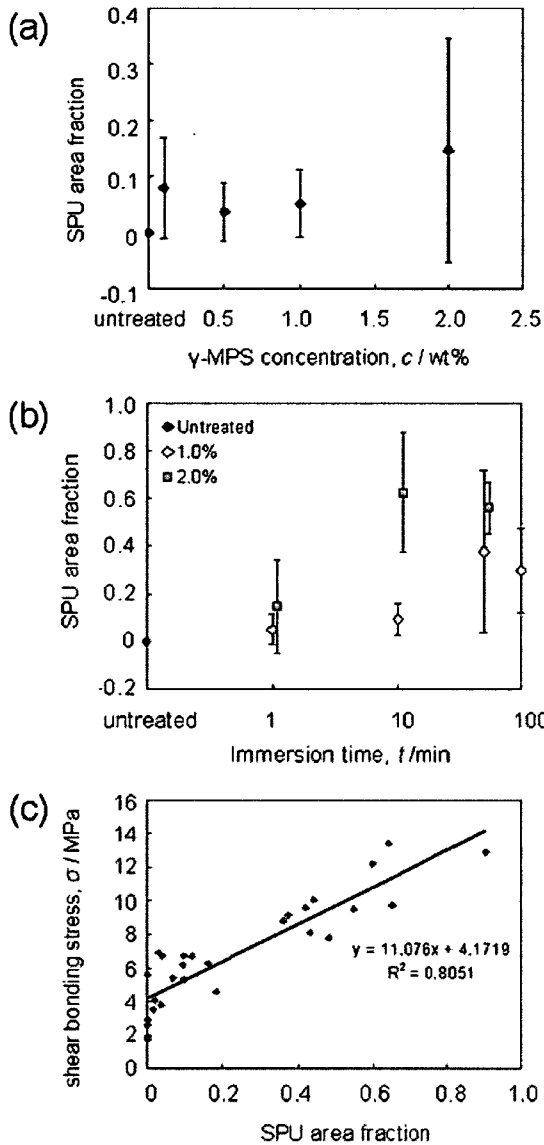 (a)
SPU area fraction
0.4
0.3
0.2
0.1
0
-0.1
untreated 0.5 1.0 1.5 2.0 2.5
γ-MPS concentration, c / wt%
(b)
SPU area fraction
1.0
0.8
0.6
0.4
0.2
0
-0.2
Untreated
1.0%
2.0%
untreated 1 10 100
Immersion time, t /min
(c)
shear bonding stress, σ / MPa
16
14
12
10
8
6
4
2
0
y = 11.076x + 4.1719
R² = 0.8051
0 0.2 0.4 0.6 0.8 1.0
SPU area fraction